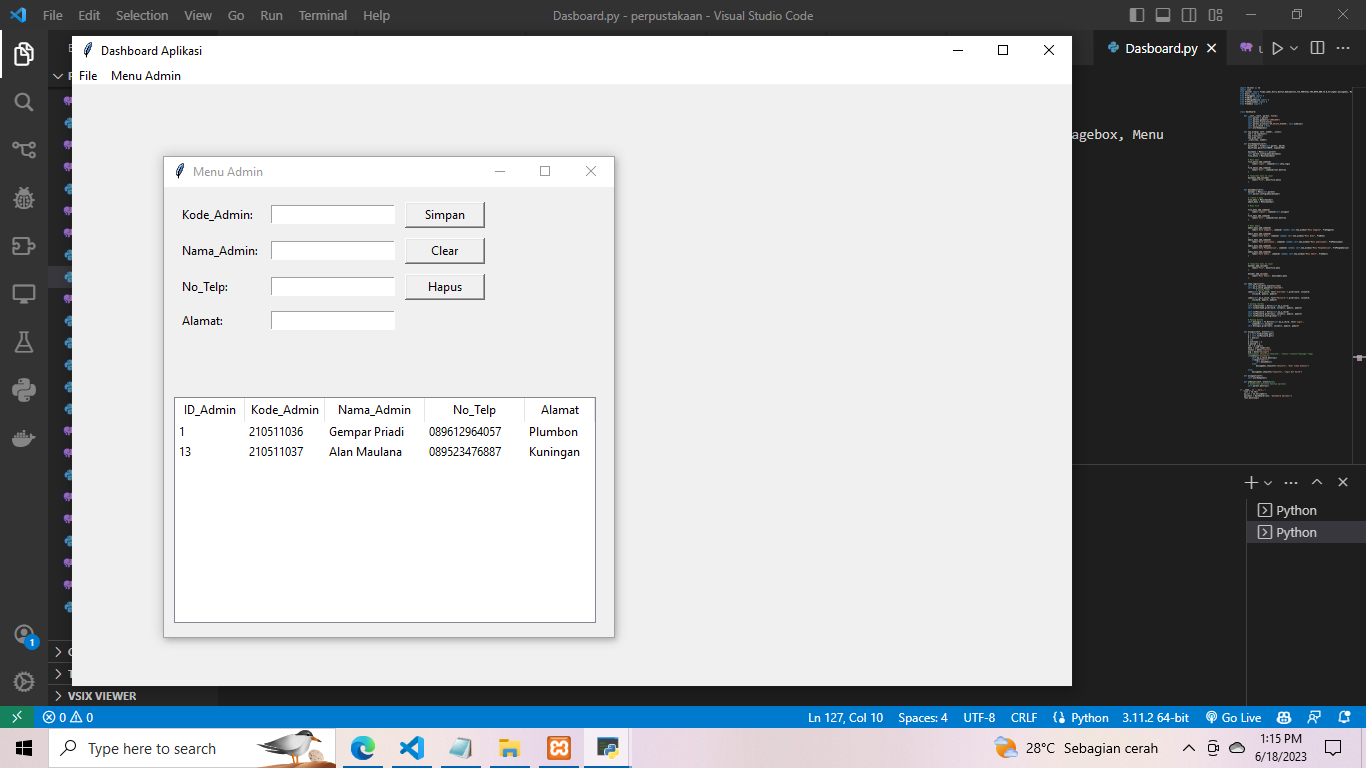 File Edit Selection View Go Run Terminal Help
Dasboard.py - perpustakaan - Visual Studio Code
Dashboard Aplikasi
Dasboard.py
File Menu Admin
agebox, Menu
Menu Admin
Kode_Admin: Simpan
Nama_Admin: Clear
No_Telp: Hapus
Alamat:
ID_Admin Kode_Admin Nama_Admin No_Telp Alamat
1 210511036 Gempar Priadi 089612964057 Plumbon
13 210511037 Alan Maulana 089523476887 Kuningan
Python
Python
1
VSIX VIEWER
0 0 Ln 127, Col 10 Spaces: 4 UTF-8 CRLF Python 3.11.2 64-bit Go Live
Type here to search
28°C Sebagian cerah
1:15 PM
6/18/2023